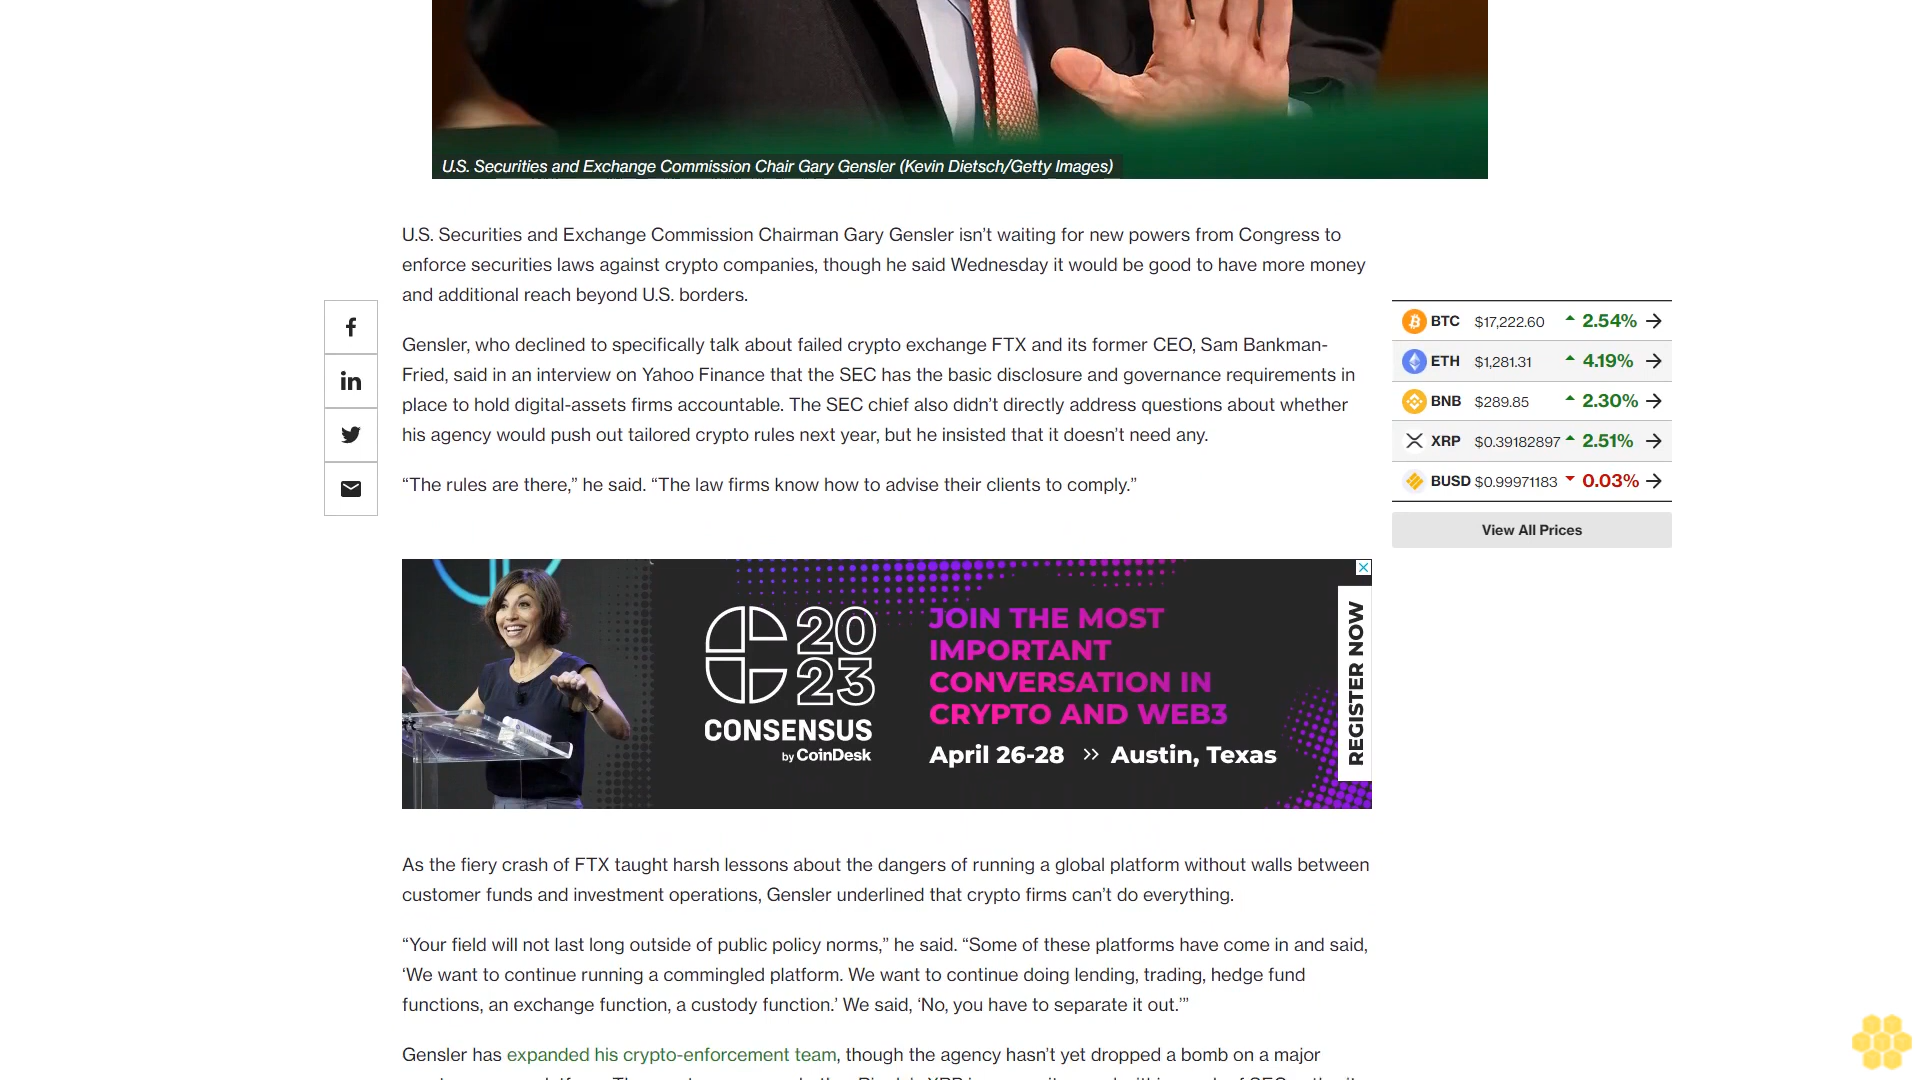 U.S. Securities and Exchange Commission Chair Gary Gensler (Kevin Dietsch/Getty Images)
U.S. Securities and Exchange Commission Chairman Gary Gensler isn’t waiting for new powers from Congress to
enforce securities laws against crypto companies, though he said Wednesday it would be good to have more money
and additional reach beyond U.S. borders.
Gensler, who declined to specifically talk about failed crypto exchange FTX and its former CEO, Sam Bankman-
Fried, said in an interview on Yahoo Finance that the SEC has the basic disclosure and governance requirements in
place to hold digital-assets firms accountable. The SEC chief also didn’t directly address questions about whether
his agency would push out tailored crypto rules next year, but he insisted that it doesn’t need any.
“The rules are there,” he said. “The law firms know how to advise their clients to comply.”
BTC $17,222.60 2.54%
ETH $1,281.31 4.19%
BNB $289.85 2.30%
XRP $0.39182897 2.51%
BUSD $0.99971183 0.03%
View All Prices
2023
CONSENSUS
by CoinDesk
JOIN THE MOST
IMPORTANT
CONVERSATION IN
CRYPTO AND WEB3
April 26-28 >> Austin, Texas
REGISTER NOW
As the fiery crash of FTX taught harsh lessons about the dangers of running a global platform without walls between
customer funds and investment operations, Gensler underlined that crypto firms can’t do everything.
“Your field will not last long outside of public policy norms,” he said. “Some of these platforms have come in and said,
‘We want to continue running a commingled platform. We want to continue doing lending, trading, hedge fund
functions, an exchange function, a custody function.’ We said, ‘No, you have to separate it out.’”
Gensler has expanded his crypto-enforcement team, though the agency hasn’t yet dropped a bomb on a major